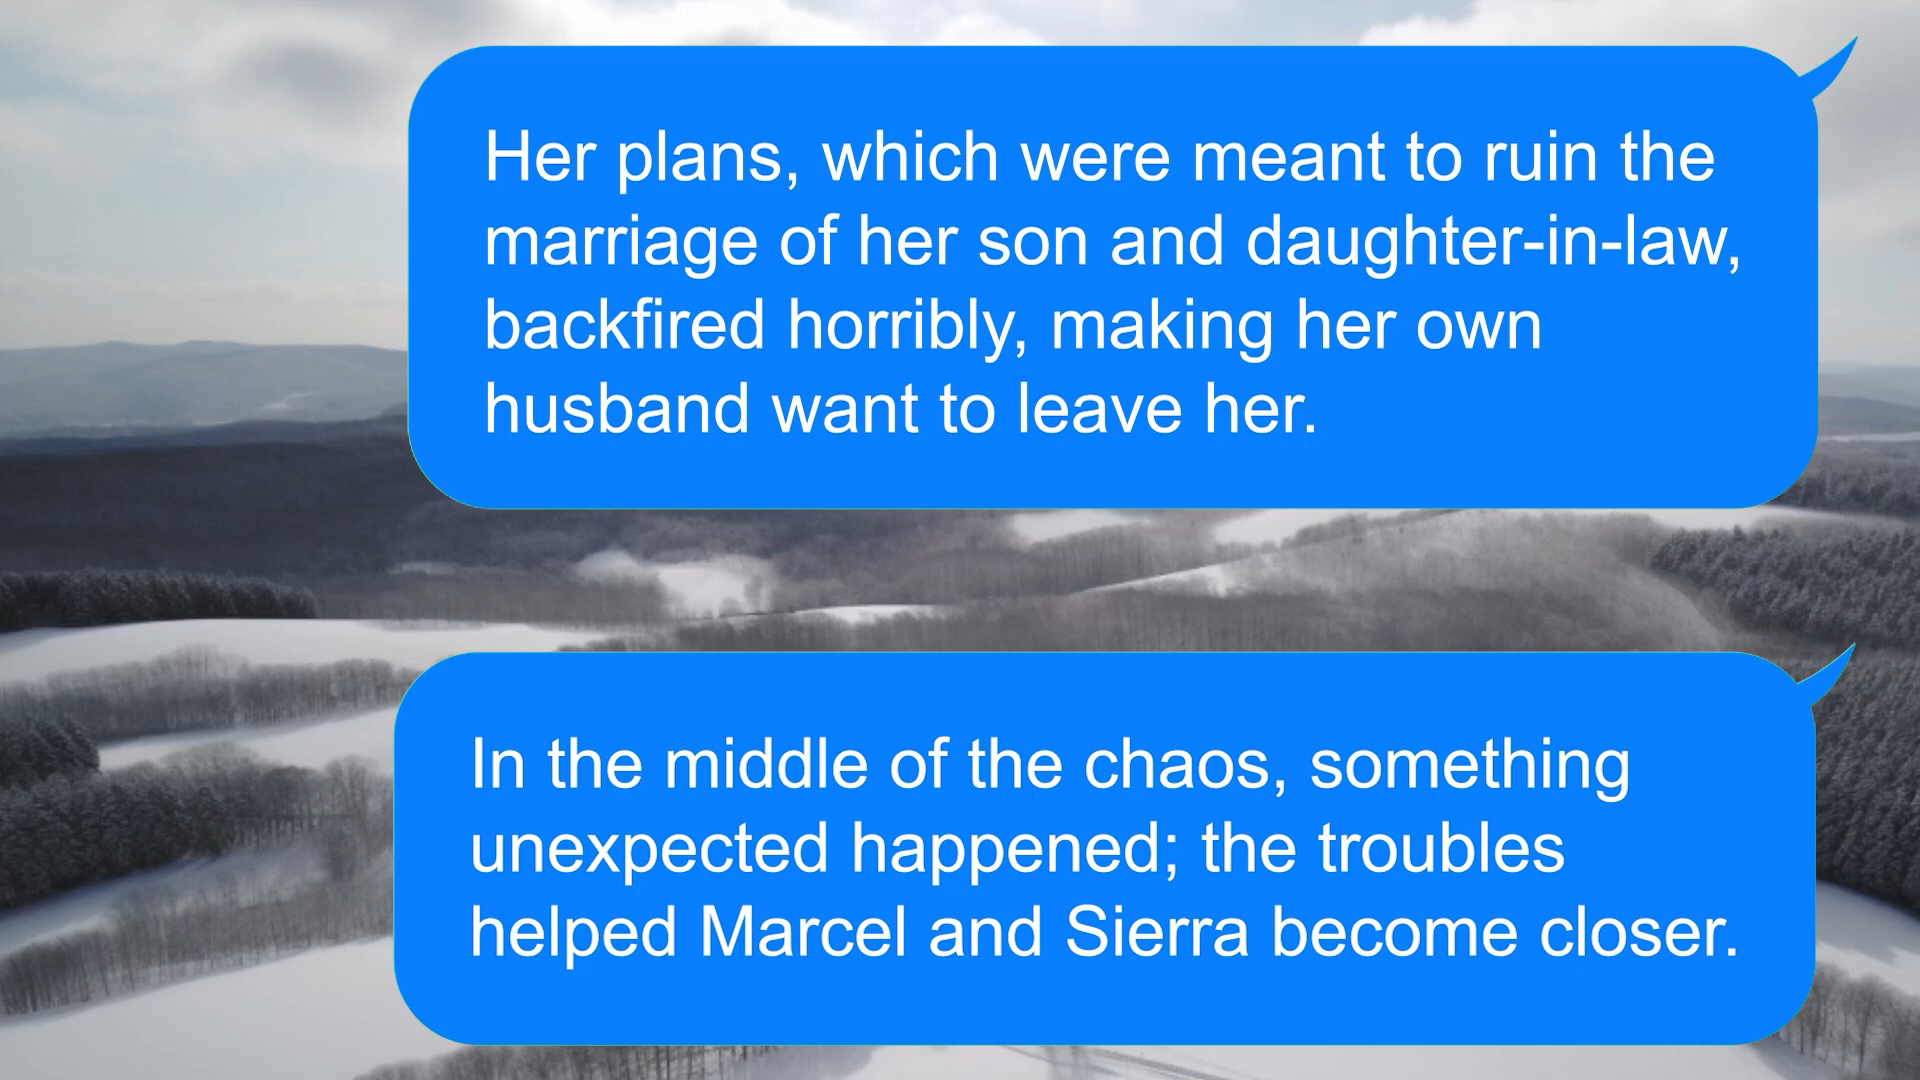 Her plans, which were meant to ruin the
marriage of her son and daughter-in-law,
backfired horribly, making her own
husband want to leave her.
In the middle of the chaos, something
unexpected happened; the troubles
helped Marcel and Sierra become closer.